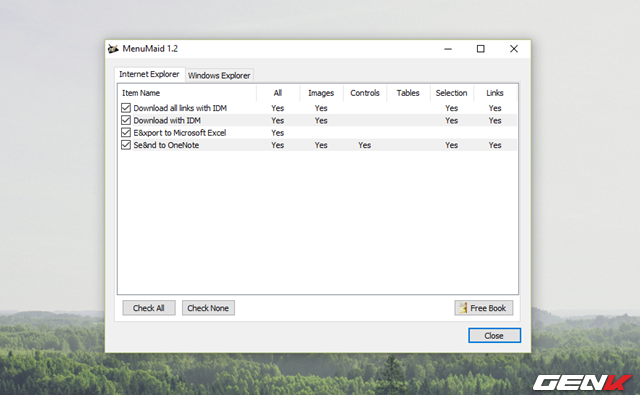 MenuMaid 1.2
Internet Explorer Windows Explorer
Item Name All Images Controls Tables Selection Links
Download all links with IDM Yes Yes Yes Yes
Download with IDM Yes Yes Yes Yes
E&xport to Microsoft Excel Yes
Se&nd to OneNote Yes Yes Yes Yes Yes
Check All Check None Free Book
Close
GENK